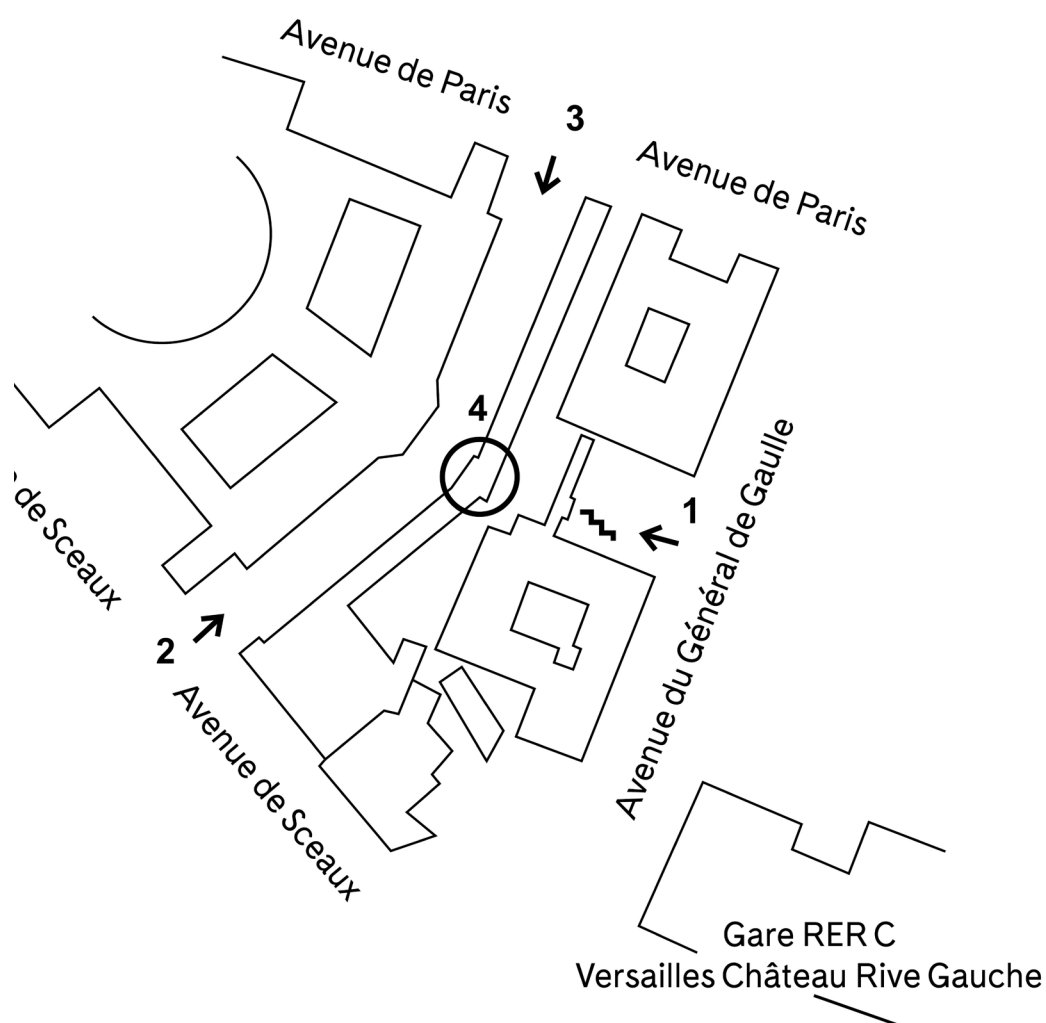 Avenue de Paris
3
Avenue de Paris
4
1
de Sceaux
Avenue du Général de Gaulle
2
Avenue de Sceaux
Gare RER C
Versailles Château Rive Gauche